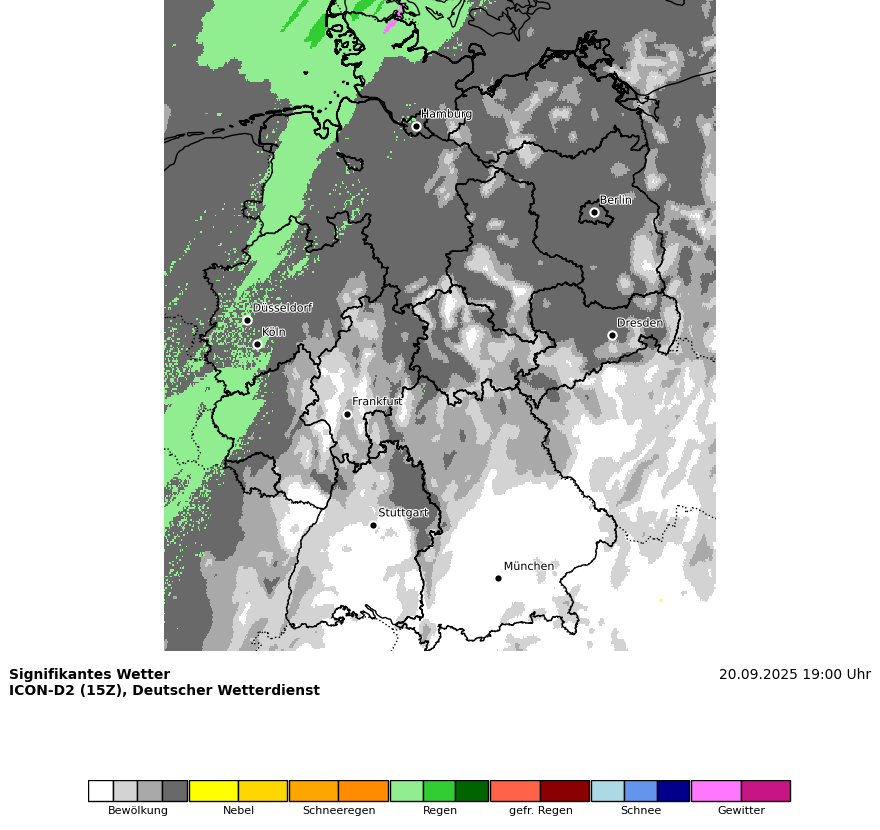 Hamburg
Berlin
Düsseldorf
Köln
Dresden
Frankfurt
Stuttgart
München
Signifikantes Wetter
20.09.2025 19:00 Uhr
ICON-D2 (15Z), Deutscher Wetterdienst
Bewölkung Nebel Schneeregen Regen gefr. Regen Schnee Gewitter